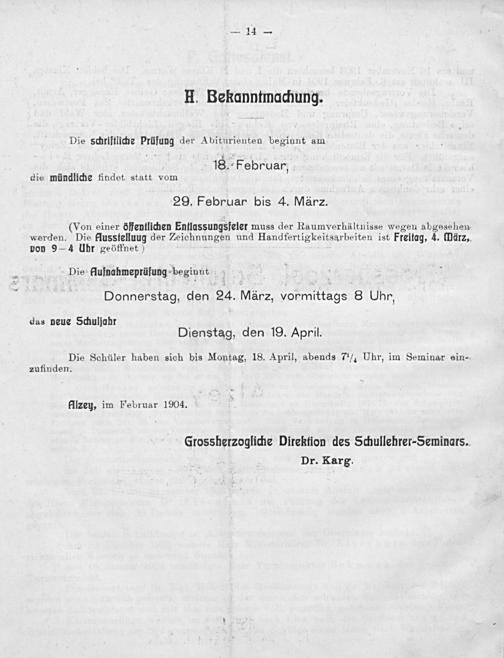 — 14 —
H. Bekanntmachung.
Die schriftliche Prüfung der Abiturienten beginnt am
18. Februar,
die mündliche findet statt vom
29. Februar bis 4. März.
(Von einer öffentlichen Entlassungsfeier muss der Raumverhältnisse wegen abgesehen
werden. Die Ausstellung der Zeichnungen und Handfertigkeitsarbeiten ist Freitag, 4. März,
von 9—4 Uhr geöffnet)
Die Aufnahmeprüfung beginnt
Donnerstag, den 24. März, vormittags 8 Uhr,
das neue Schuljahr
Dienstag, den 19. April.
Die Schüler haben sich bis Montag, 18. April, abends 7¼ Uhr, im Seminar ein-
zufinden.
Alzey, im Februar 1904.
Grossherzogliche Direktion des Schullehrer-Seminars.
Dr. Karg.